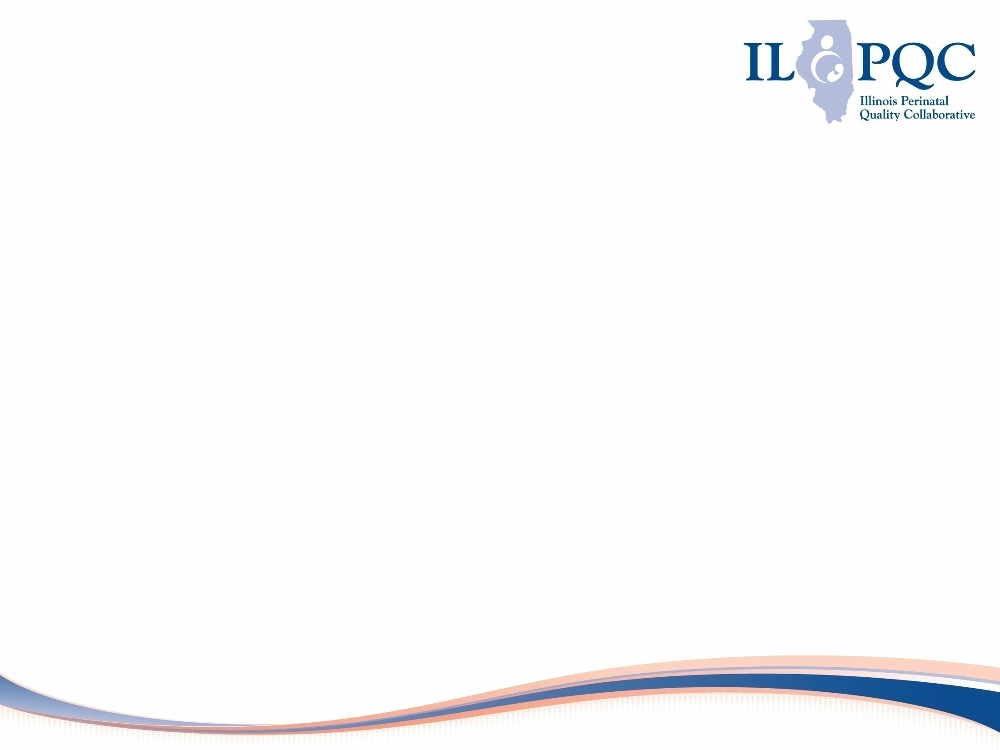 IL PQC
Illinois Perinatal
Quality Collaborative